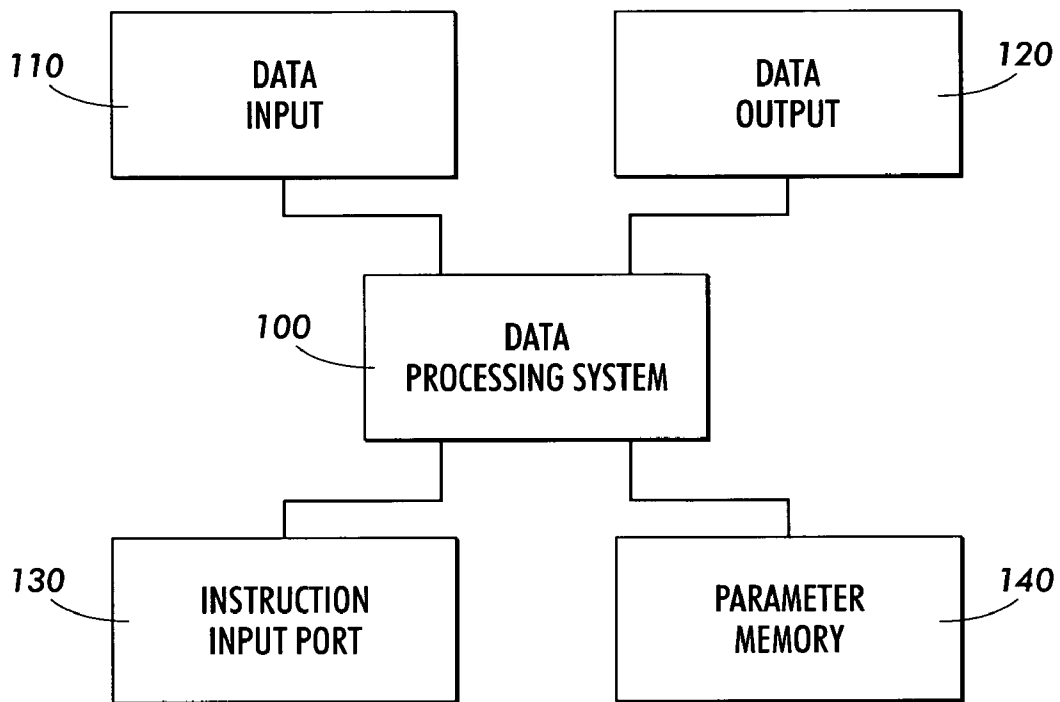 110
DATA
INPUT
120
DATA
OUTPUT
100
DATA
PROCESSING SYSTEM
130
INSTRUCTION
INPUT PORT
140
PARAMETER
MEMORY